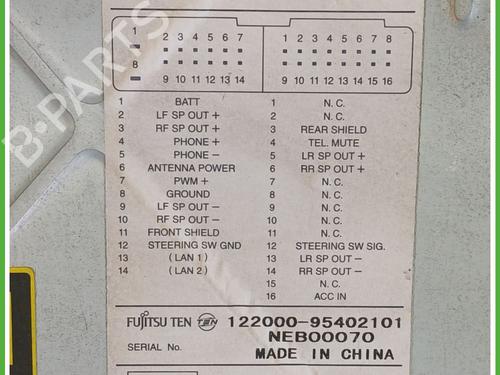 1 2 3 4 5 6 7 1 2 3 4 5 6 7 8
8 9 10 11 12 13 14 9 10 11 12 13 14 15 16
1 BATT 1 N. C.
2 LF SP OUT + 2 N. C.
3 RF SP OUT + 3 REAR SHIELD
4 PHONE + 4 TEL. MUTE
5 PHONE − 5 LR SP OUT +
6 ANTENNA POWER 6 RR SP OUT +
7 PWM + 7 N. C.
8 GROUND 8 N. C.
9 LF SP OUT − 9 N. C.
10 RF SP OUT − 10 N. C.
11 FRONT SHIELD 11 N. C.
12 STEERING SW GND 12 STEERING SW SIG.
13 ( LAN 1 ) 13 LR SP OUT −
14 ( LAN 2 ) 14 RR SP OUT −
15 N. C.
16 ACC IN
FUJITSU TEN TEN 122000-95402101
NEB00070
SERIAL No. MADE IN CHINA
B-PARTS